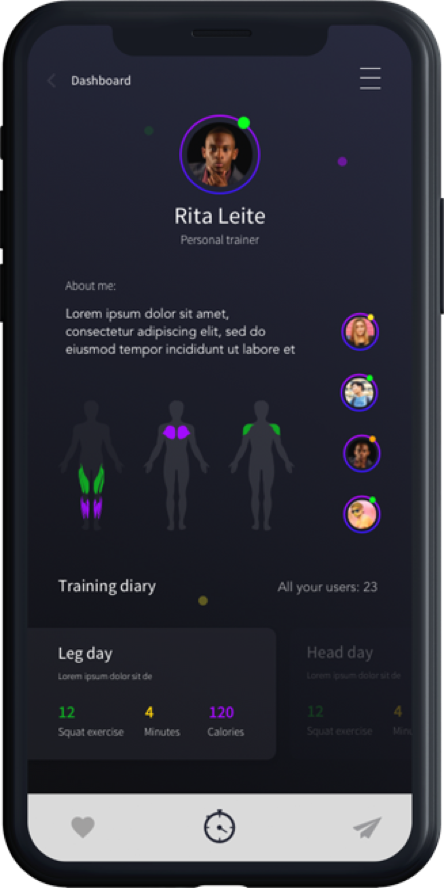 Dashboard
Rita Leite
Personal trainer
About me:
Lorem ipsum dolor sit amet,
consectetur adipiscing elit, sed do
eiusmod tempor incididunt ut labore et
Training diary
All your users: 23
Leg day
Lorem ipsum dolor sit de
12 4 120
Squat exercise Minutes Calories
Head day
Lorem ipsum dolor sit de
12 4
Squat exercise